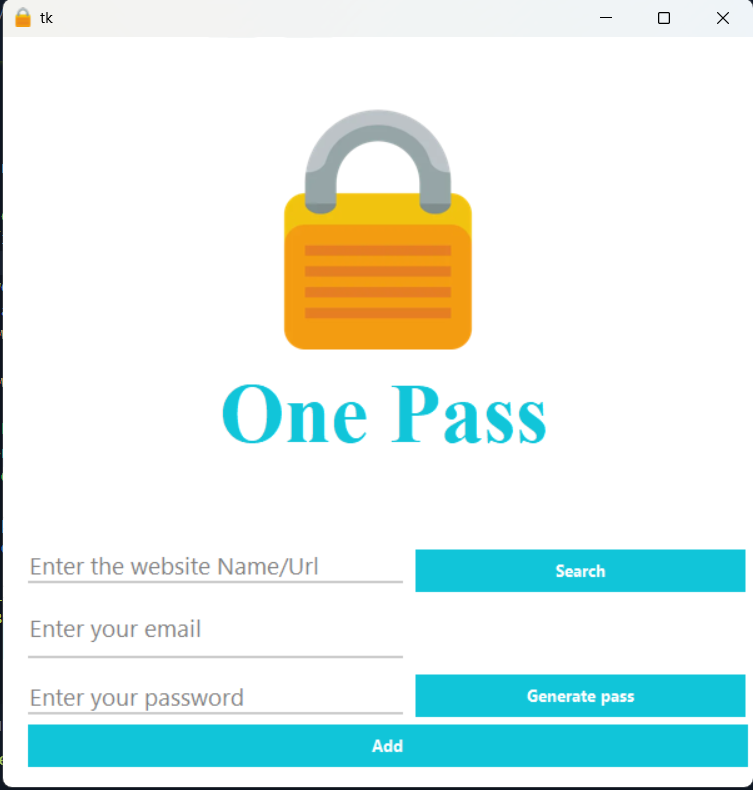 tk
One Pass
Enter the website Name/Url
Search
Enter your email
Enter your password
Generate pass
Add